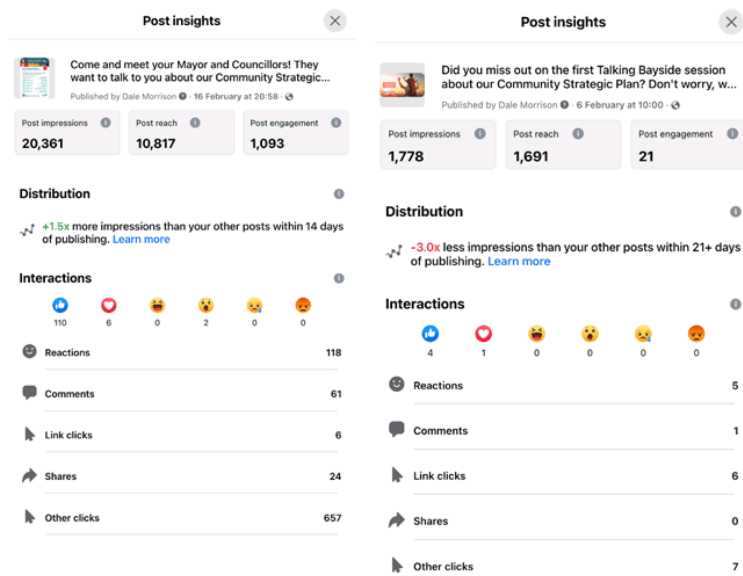 Post insights
Come and meet your Mayor and Councillors! They
want to talk to you about our Community Strategic...
Published by Dale Morrison · 16 February at 20:58 ·
Post impressions
20,361
Post reach
10,817
Post engagement
1,093
Distribution
+1.5x more impressions than your other posts within 14 days
of publishing. Learn more
Interactions
110 6 0 2 0 0
Reactions 118
Comments 61
Link clicks 6
Shares 24
Other clicks 657
Post insights
Did you miss out on the first Talking Bayside session
about our Community Strategic Plan? Don't worry, w...
Published by Dale Morrison · 6 February at 10:00 ·
Post impressions
1,778
Post reach
1,691
Post engagement
21
Distribution
-3.0x less impressions than your other posts within 21+ days
of publishing. Learn more
Interactions
4 1 0 0 0 0
Reactions 5
Comments 1
Link clicks 6
Shares 0
Other clicks 7